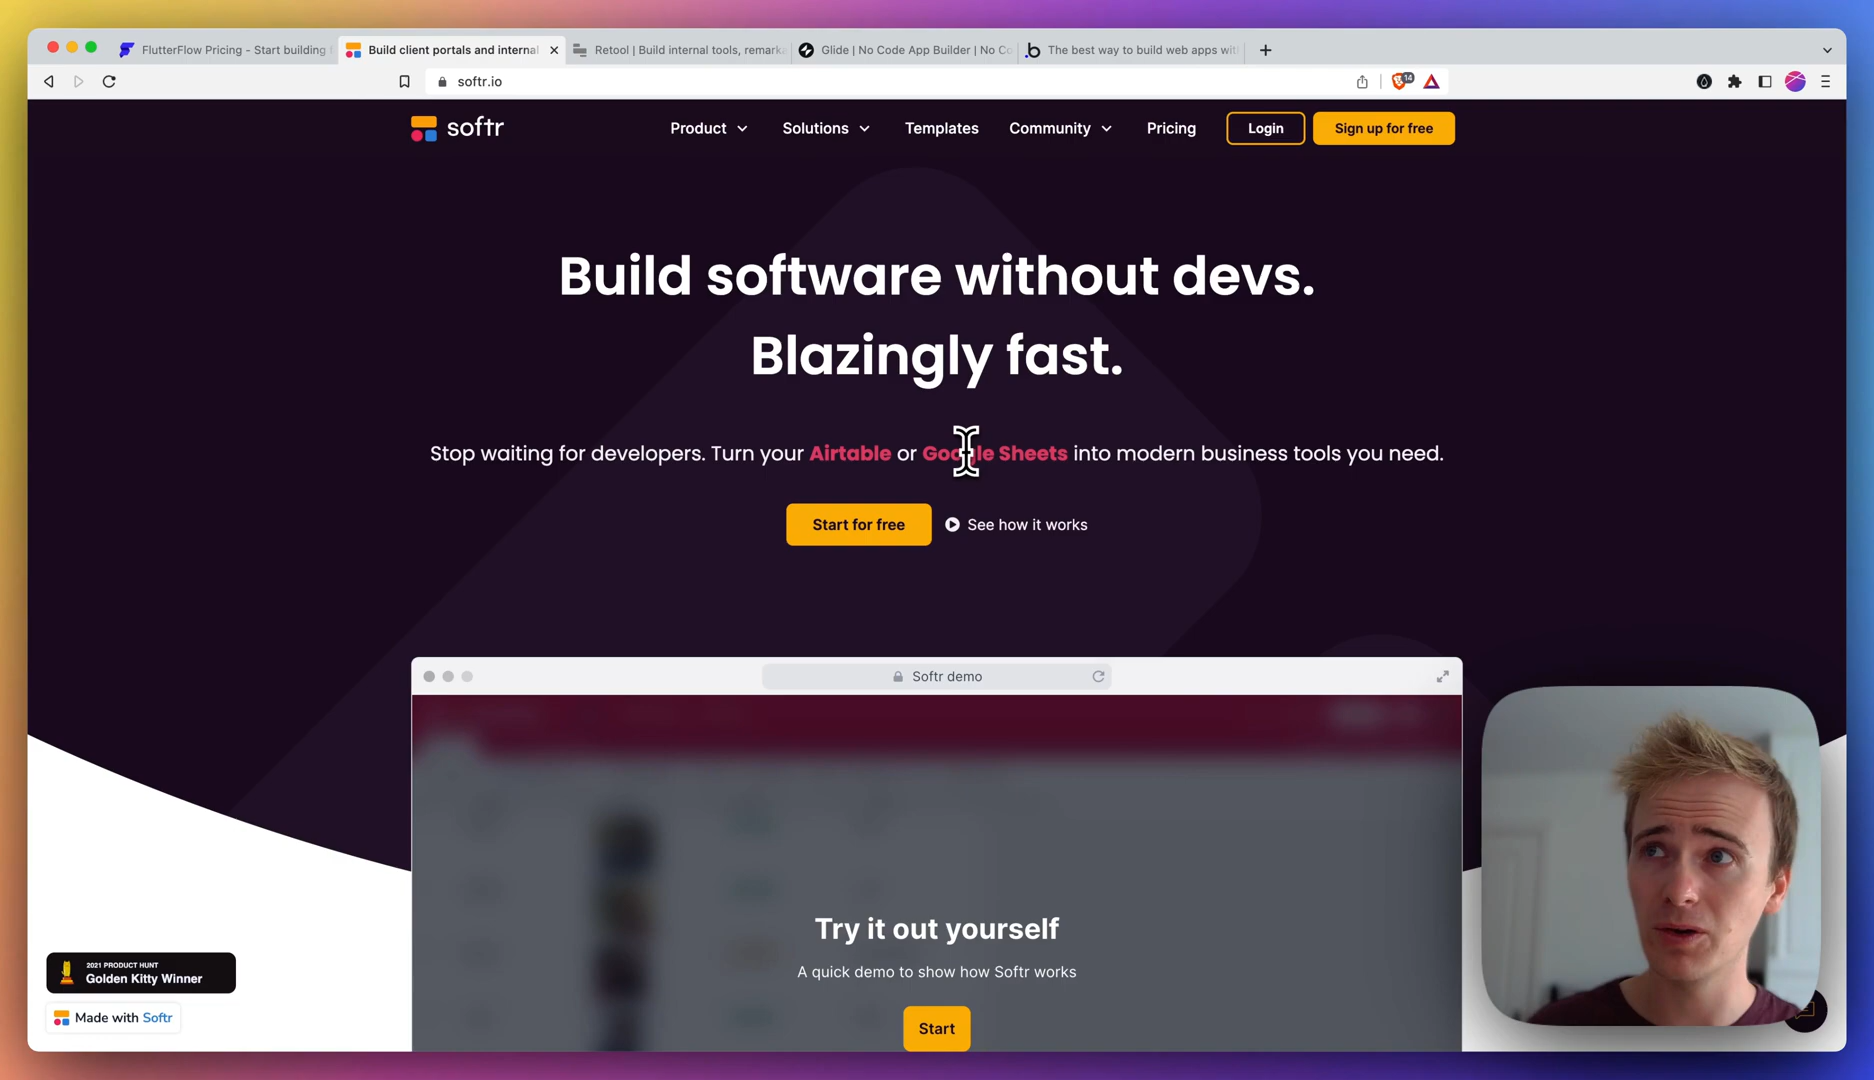 FlutterFlow Pricing - Start building
Build client portals and internal
Retool | Build internal tools, remarka
Glide | No Code App Builder | No Co
The best way to build web apps wit
softr.io
14
softr
Product
Solutions
Templates
Community
Pricing
Login
Sign up for free
Build software without devs.
Blazingly fast.
Stop waiting for developers. Turn your Airtable or Google Sheets into modern business tools you need.
Start for free
See how it works
Softr demo
Try it out yourself
A quick demo to show how Softr works
Start
2021 PRODUCT HUNT
Golden Kitty Winner
Made with Softr